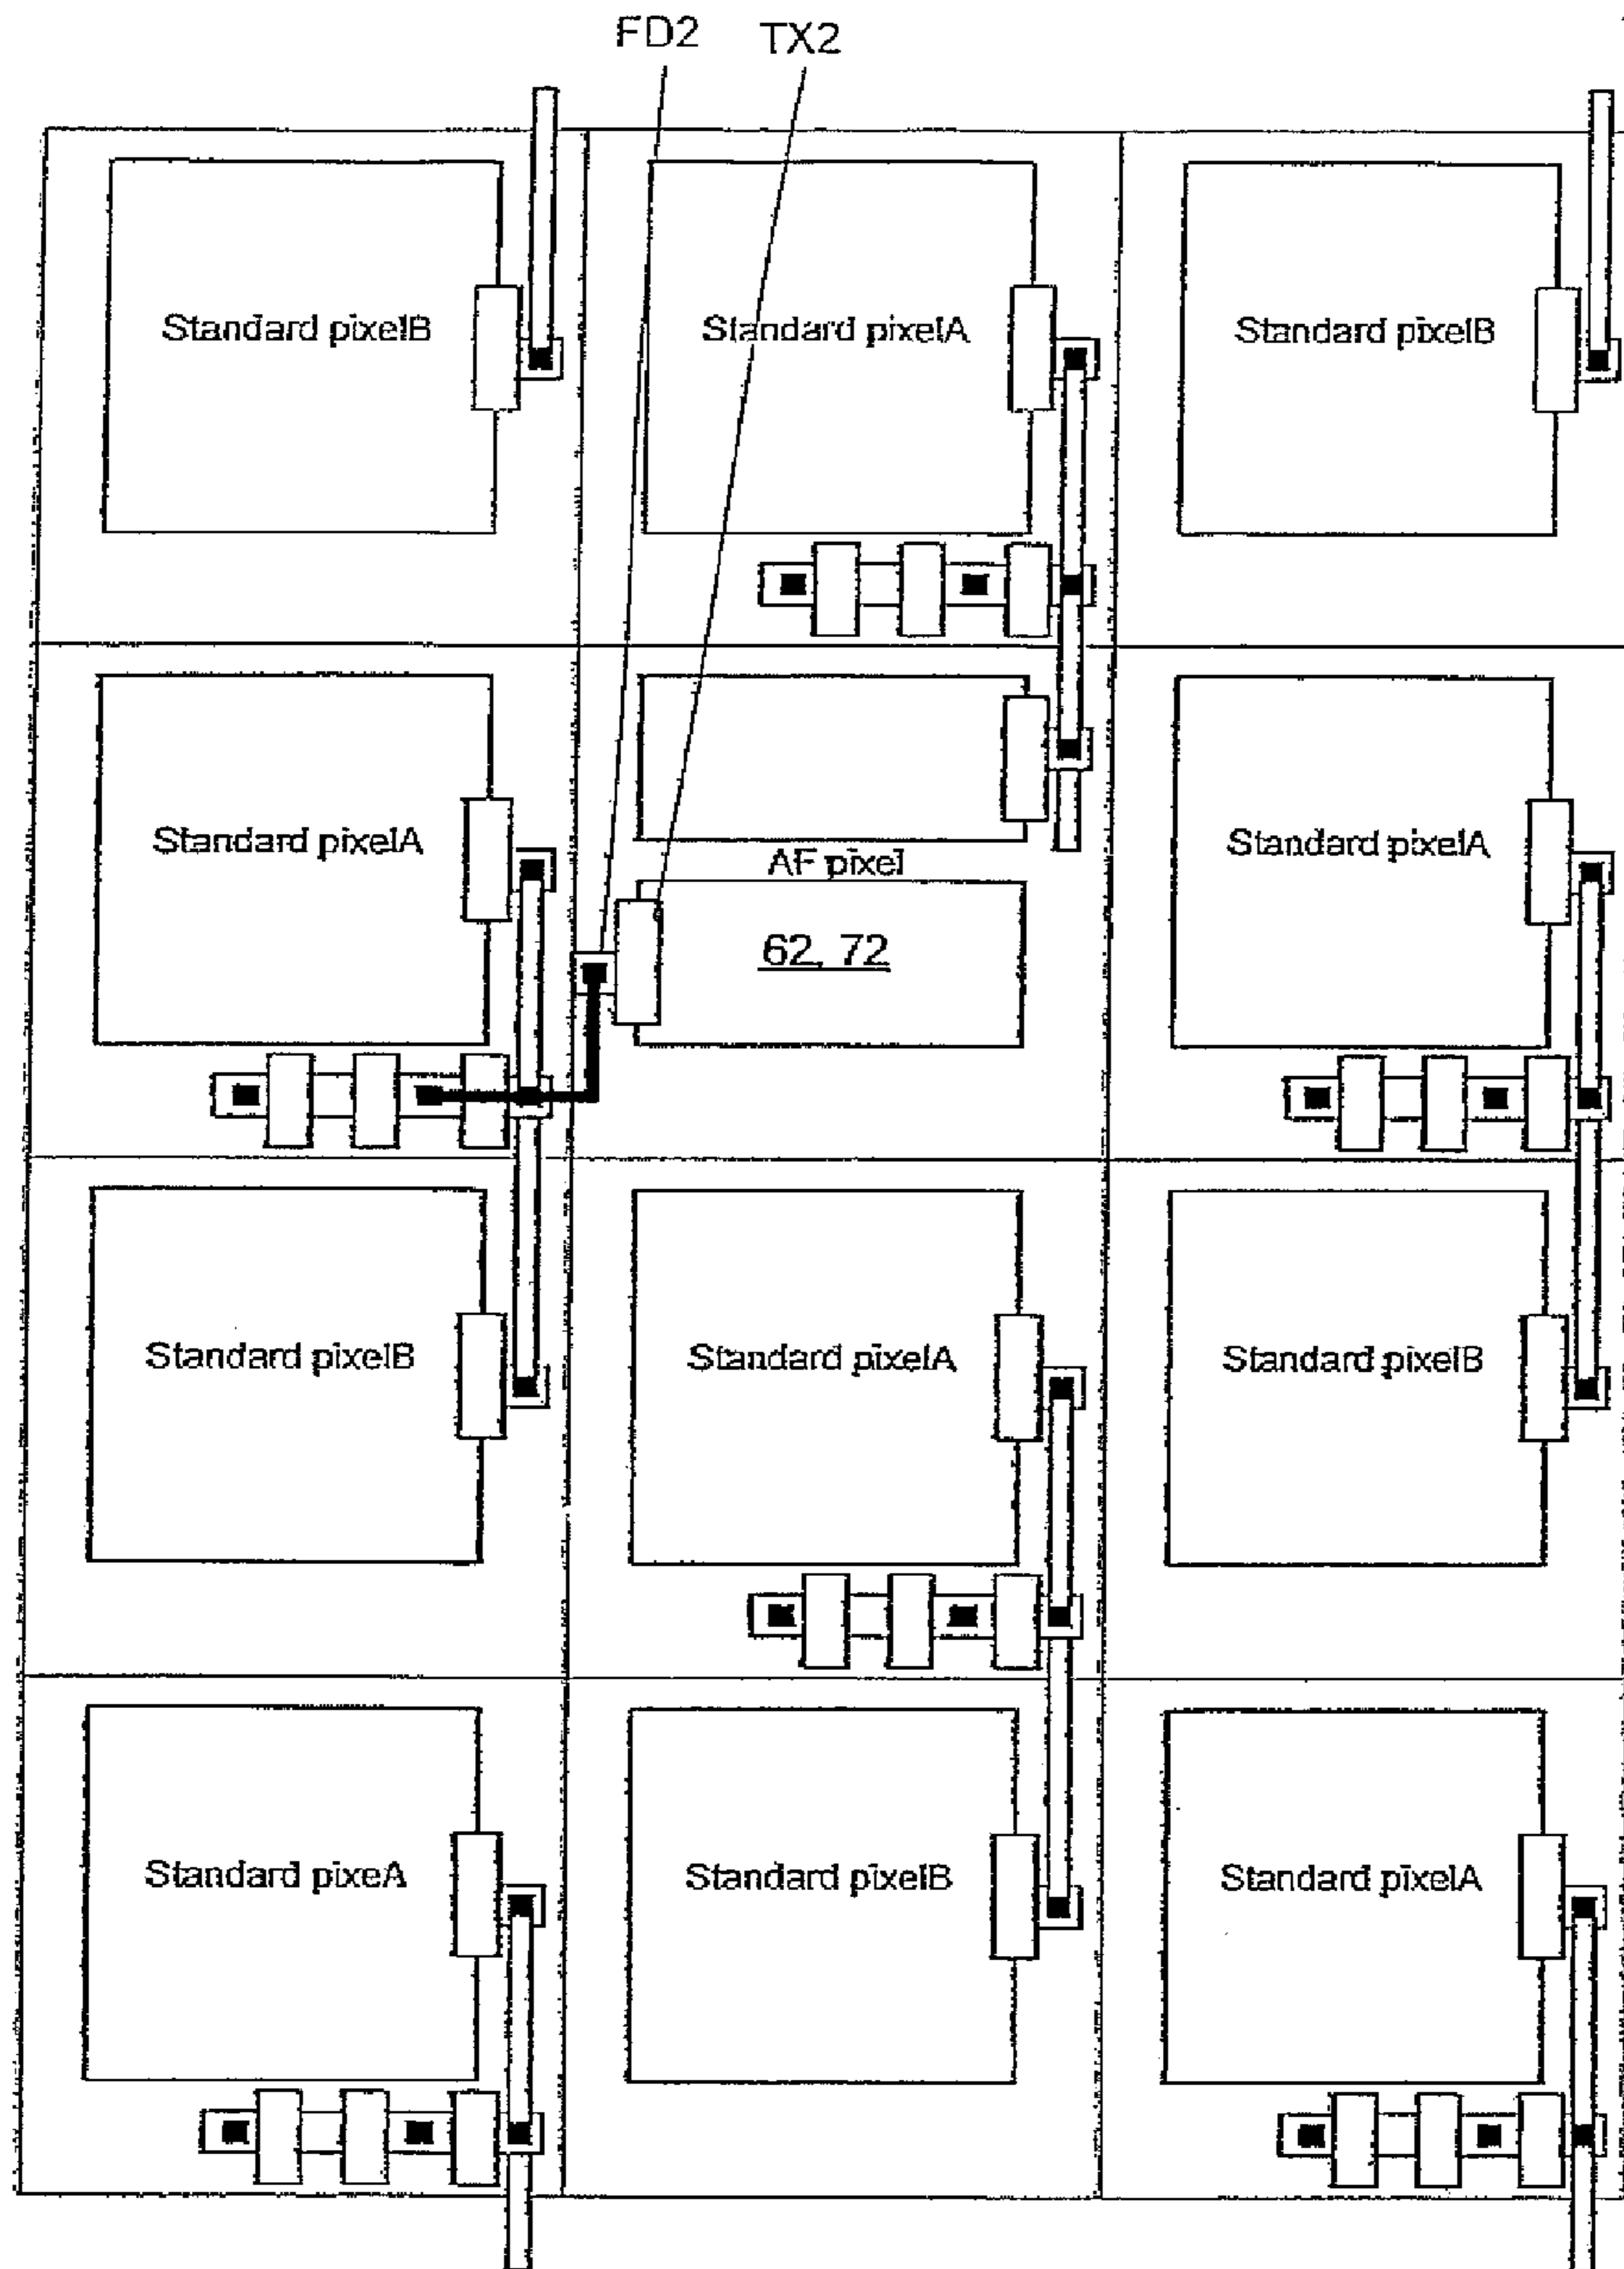 FD2 TX2
Standard pixelB Standard pixelA Standard pixelB
Standard pixelA AF pixel Standard pixelA
62, 72
Standard pixelB Standard pixelA Standard pixelB
Standard pixeA Standard pixelB Standard pixelA